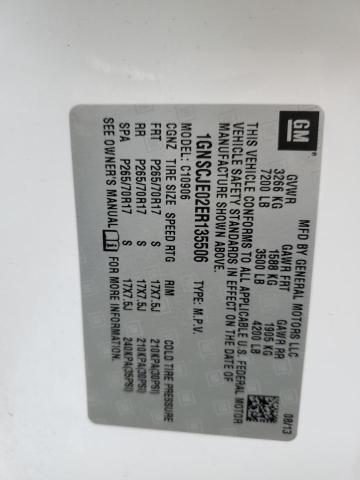 GM
MFD BY GENERAL MOTORS LLC
08/13
GVWR GAWR FRT GAWR RR
3266 KG 1588 KG 1905 KG
7200 LB 3500 LB 4200 LB
THIS VEHICLE CONFORMS TO ALL APPLICABLE U.S. FEDERAL MOTOR
VEHICLE SAFETY STANDARDS IN EFFECT ON THE DATE OF
MANUFACTURE SHOWN ABOVE.
1GNSCJE02ER135506 TYPE: M.P.V.
MODEL: C10906
CGNZ TIRE SIZE SPEED RTG RIM COLD TIRE PRESSURE
FRT P265/70R17 S 17X7.5J 210KPA(30PSI)
RR P265/70R17 S 17X7.5J 210KPA(30PSI)
SPA P265/70R17 S 17X7.5J 240KPA(35PSI)
SEE OWNER'S MANUAL FOR MORE INFORMATION.